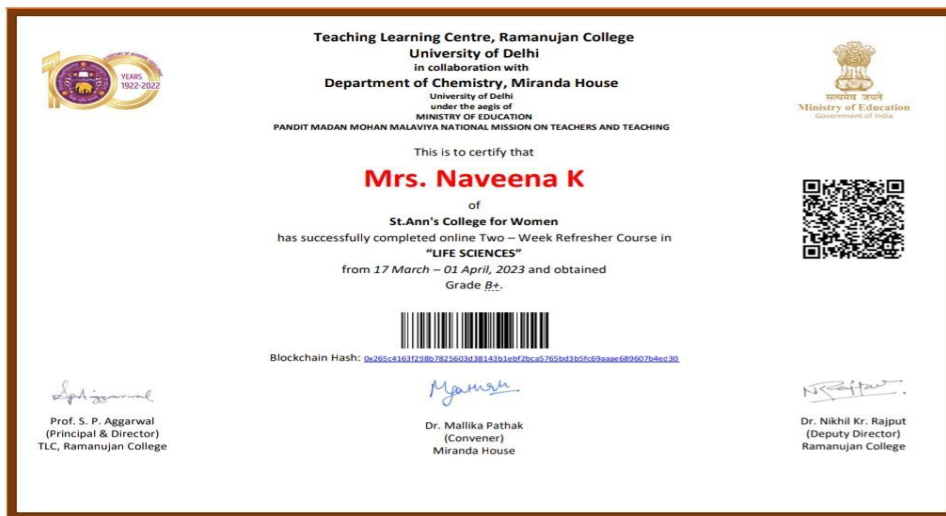 Teaching Learning Centre, Ramanujan College
University of Delhi
in collaboration with
Department of Chemistry, Miranda House
University of Delhi
under the aegis of
MINISTRY OF EDUCATION
PANDIT MADAN MOHAN MALAVIYA NATIONAL MISSION ON TEACHERS AND TEACHING
YEARS
1922-2022
सत्यमेव जयते
Ministry of Education
Government of India
This is to certify that
Mrs. Naveena K
of
St.Ann's College for Women
has successfully completed online Two – Week Refresher Course in
“LIFE SCIENCES”
from 17 March – 01 April, 2023 and obtained
Grade B+.
Blockchain Hash: 0x265c4163f298b7825603d38143b1ebf2bca5765bd3b5fc69aaae689607b4ed30
Prof. S. P. Aggarwal
(Principal & Director)
TLC, Ramanujan College
Dr. Mallika Pathak
(Convener)
Miranda House
Dr. Nikhil Kr. Rajput
(Deputy Director)
Ramanujan College